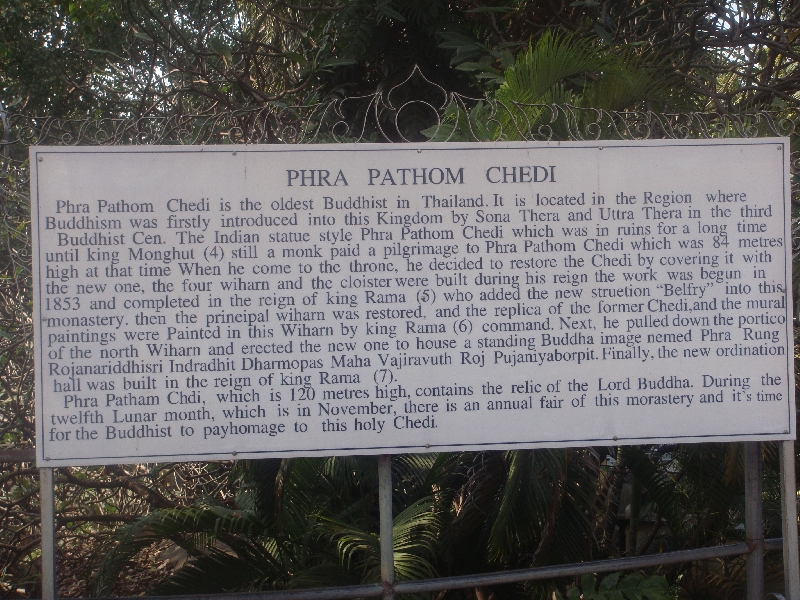 PHRA PATHOM CHEDI
Phra Pathom Chedi is the oldest Buddhist in Thailand. It is located in the Region where
Buddhism was firstly introduced into this Kingdom by Sona Thera and Uttra Thera in the third
Buddhist Cen. The Indian statue style Phra Pathom Chedi which was in ruins for a long time
until king Monghut (4) still a monk paid a pilgrimage to Phra Pathom Chedi which was 84 metres
high at that time When he come to the throne, he decided to restore the Chedi by covering it with
the new one, the four wiharn and the cloister were built during his reign the work was begun in
1853 and completed in the reign of king Rama (5) who added the new struetion "Belfry" into this
monastery. then the principal wiharn was restored, and the replica of the former Chedi,and the mural
paintings were Painted in this Wiharn by king Rama (6) command. Next, he pulled down the portico
of the north Wiharn and erected the new one to house a standing Buddha image named Phra Rung
Rojanariddhisri Indradhit Dharmopas Maha Vajiravuth Roj Pujaniyaborpit. Finally, the new ordination
hall was built in the reign of king Rama (7).
Phra Patham Chdi, which is 120 metres high, contains the relic of the Lord Buddha. During the
twelfth Lunar month, which is in November, there is an annual fair of this morastery and it's time
for the Buddhist to payhomage to this holy Chedi.